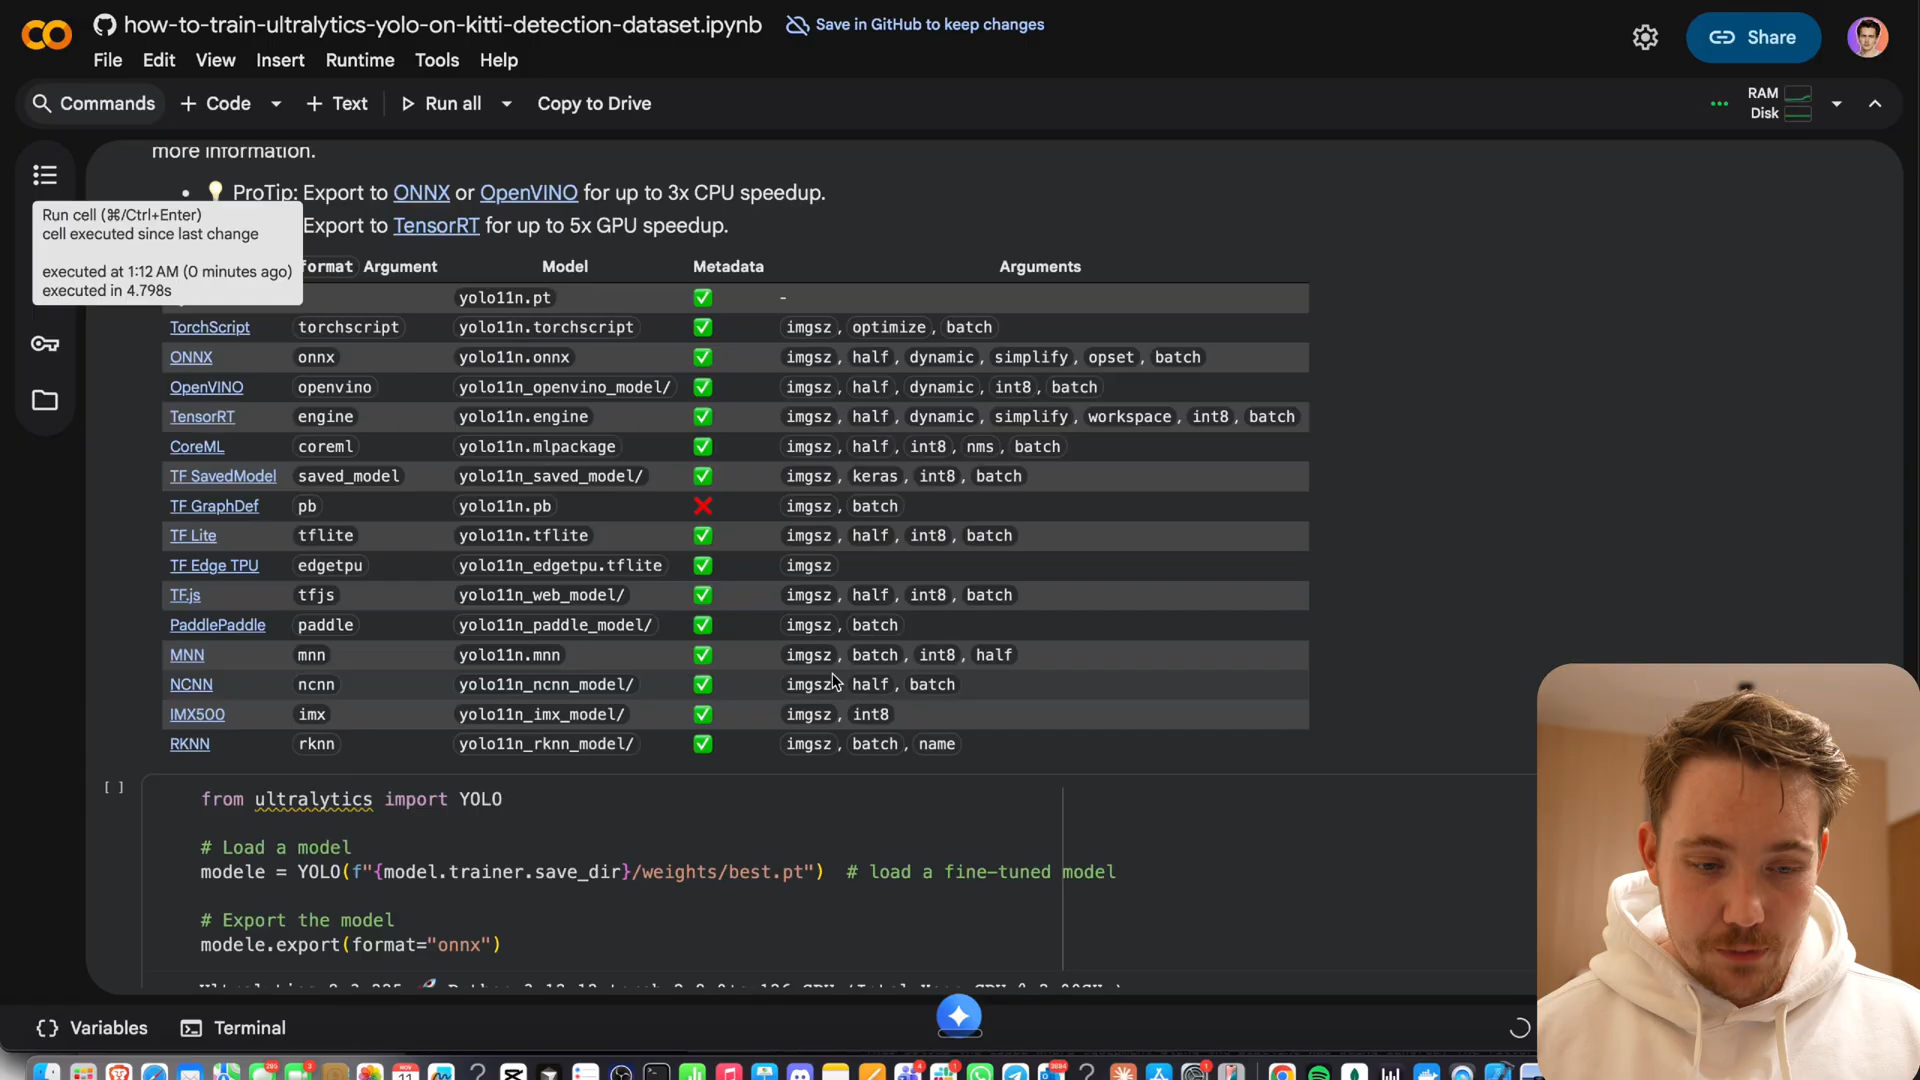 how-to-train-ultralytics-yolo-on-kitti-detection-dataset.ipynb
Save in GitHub to keep changes
Share
File Edit View Insert Runtime Tools Help
Commands + Code + Text Run all Copy to Drive
RAM
Disk
more information.
ProTip: Export to ONNX or OpenVINO for up to 3x CPU speedup.
Export to TensorRT for up to 5x GPU speedup.
Run cell (⌘/Ctrl+Enter)
cell executed since last change
executed at 1:12 AM (0 minutes ago)
executed in 4.798s
format Argument Model Metadata Arguments
yolo11n.pt ✅ -
TorchScript torchscript yolo11n.torchscript ✅ imgsz, optimize, batch
ONNX onnx yolo11n.onnx ✅ imgsz, half, dynamic, simplify, opset, batch
OpenVINO openvino yolo11n_openvino_model/ ✅ imgsz, half, dynamic, int8, batch
TensorRT engine yolo11n.engine ✅ imgsz, half, dynamic, simplify, workspace, int8, batch
CoreML coreml yolo11n.mlpackage ✅ imgsz, half, int8, nms, batch
TF SavedModel saved_model yolo11n_saved_model/ ✅ imgsz, keras, int8, batch
TF GraphDef pb yolo11n.pb ❌ imgsz, batch
TF Lite tflite yolo11n.tflite ✅ imgsz, half, int8, batch
TF Edge TPU edgetpu yolo11n_edgetpu.tflite ✅ imgsz
TF.js tfjs yolo11n_web_model/ ✅ imgsz, half, int8, batch
PaddlePaddle paddle yolo11n_paddle_model/ ✅ imgsz, batch
MNN mnn yolo11n.mnn ✅ imgsz, batch, int8, half
NCNN ncnn yolo11n_ncnn_model/ ✅ imgsz, half, batch
IMX500 imx yolo11n_imx_model/ ✅ imgsz, int8
RKNN rknn yolo11n_rknn_model/ ✅ imgsz, batch, name
[ ]
from ultralytics import YOLO
# Load a model
modele = YOLO(f"{model.trainer.save_dir}/weights/best.pt") # load a fine-tuned model
# Export the model
modele.export(format="onnx")
{} Variables Terminal